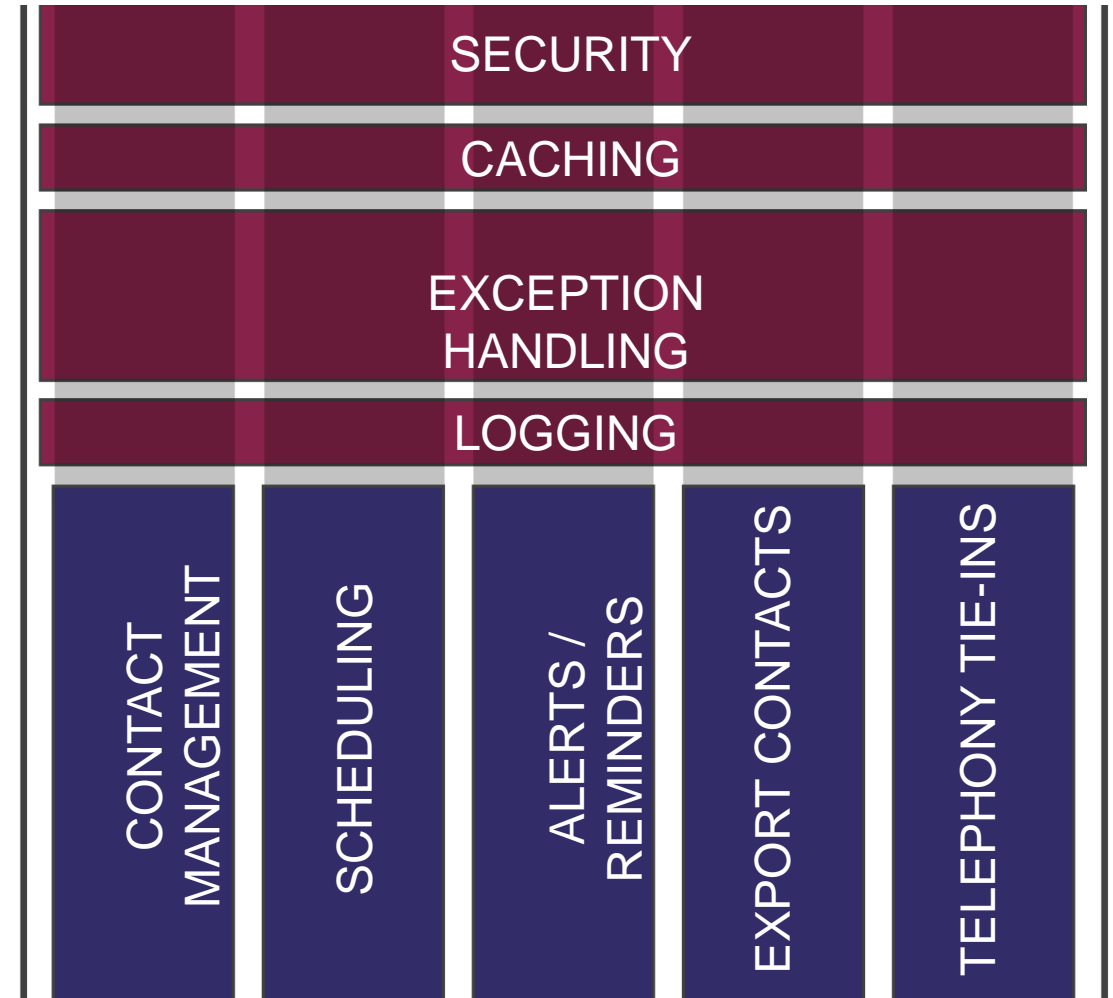 SECURITY
CACHING
EXCEPTION
HANDLING
LOGGING
CONTACT
MANAGEMENT
SCHEDULING
ALERTS /
REMINDERS
EXPORT CONTACTS
TELEPHONY TIE-INS